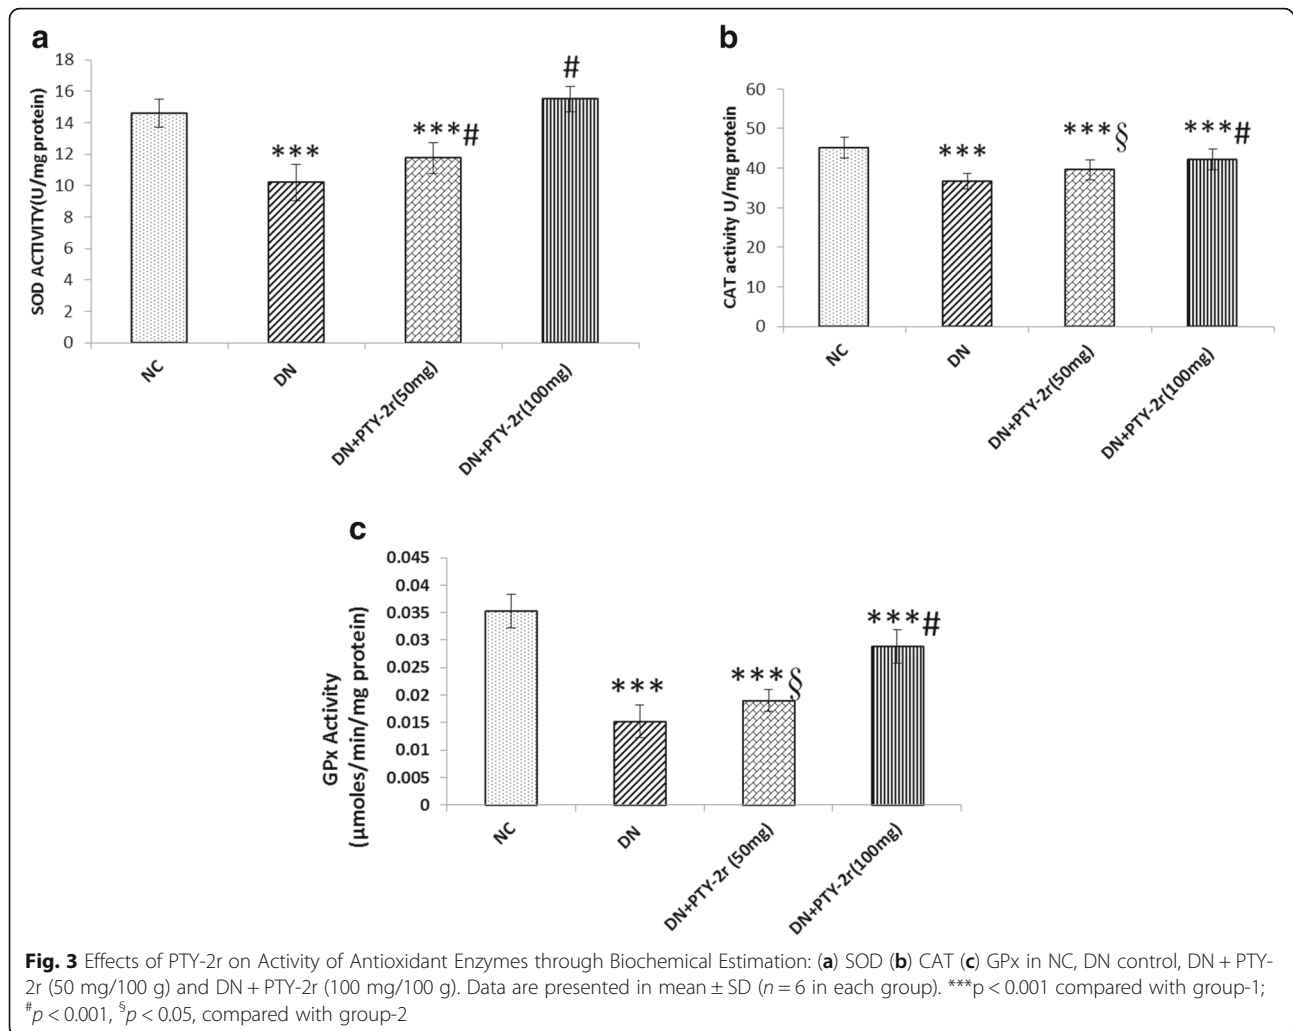 a
18
16
14
12
10
8
6
4
2
0
SOD ACTIVITY(U/mg protein)
***
***#
#
NC
DN
DN+PTY-2r(50mg)
DN+PTY-2r(100mg)
b
60
50
40
30
20
10
0
CAT activity U/mg protein
***
***§
***#
NC
DN
DN+PTY-2r(50mg)
DN+PTY-2r(100mg)
c
0.045
0.04
0.035
0.03
0.025
0.02
0.015
0.01
0.005
0
GPx Activity
(µmoles/min/mg protein)
***
***§
***#
NC
DN
DN+PTY-2r (50mg)
DN+PTY-2r(100mg)
Fig. 3 Effects of PTY-2r on Activity of Antioxidant Enzymes through Biochemical Estimation: (a) SOD (b) CAT (c) GPx in NC, DN control, DN + PTY-
2r (50 mg/100 g) and DN + PTY-2r (100 mg/100 g). Data are presented in mean ± SD (n = 6 in each group). ***p < 0.001 compared with group-1;
#p < 0.001, §p < 0.05, compared with group-2